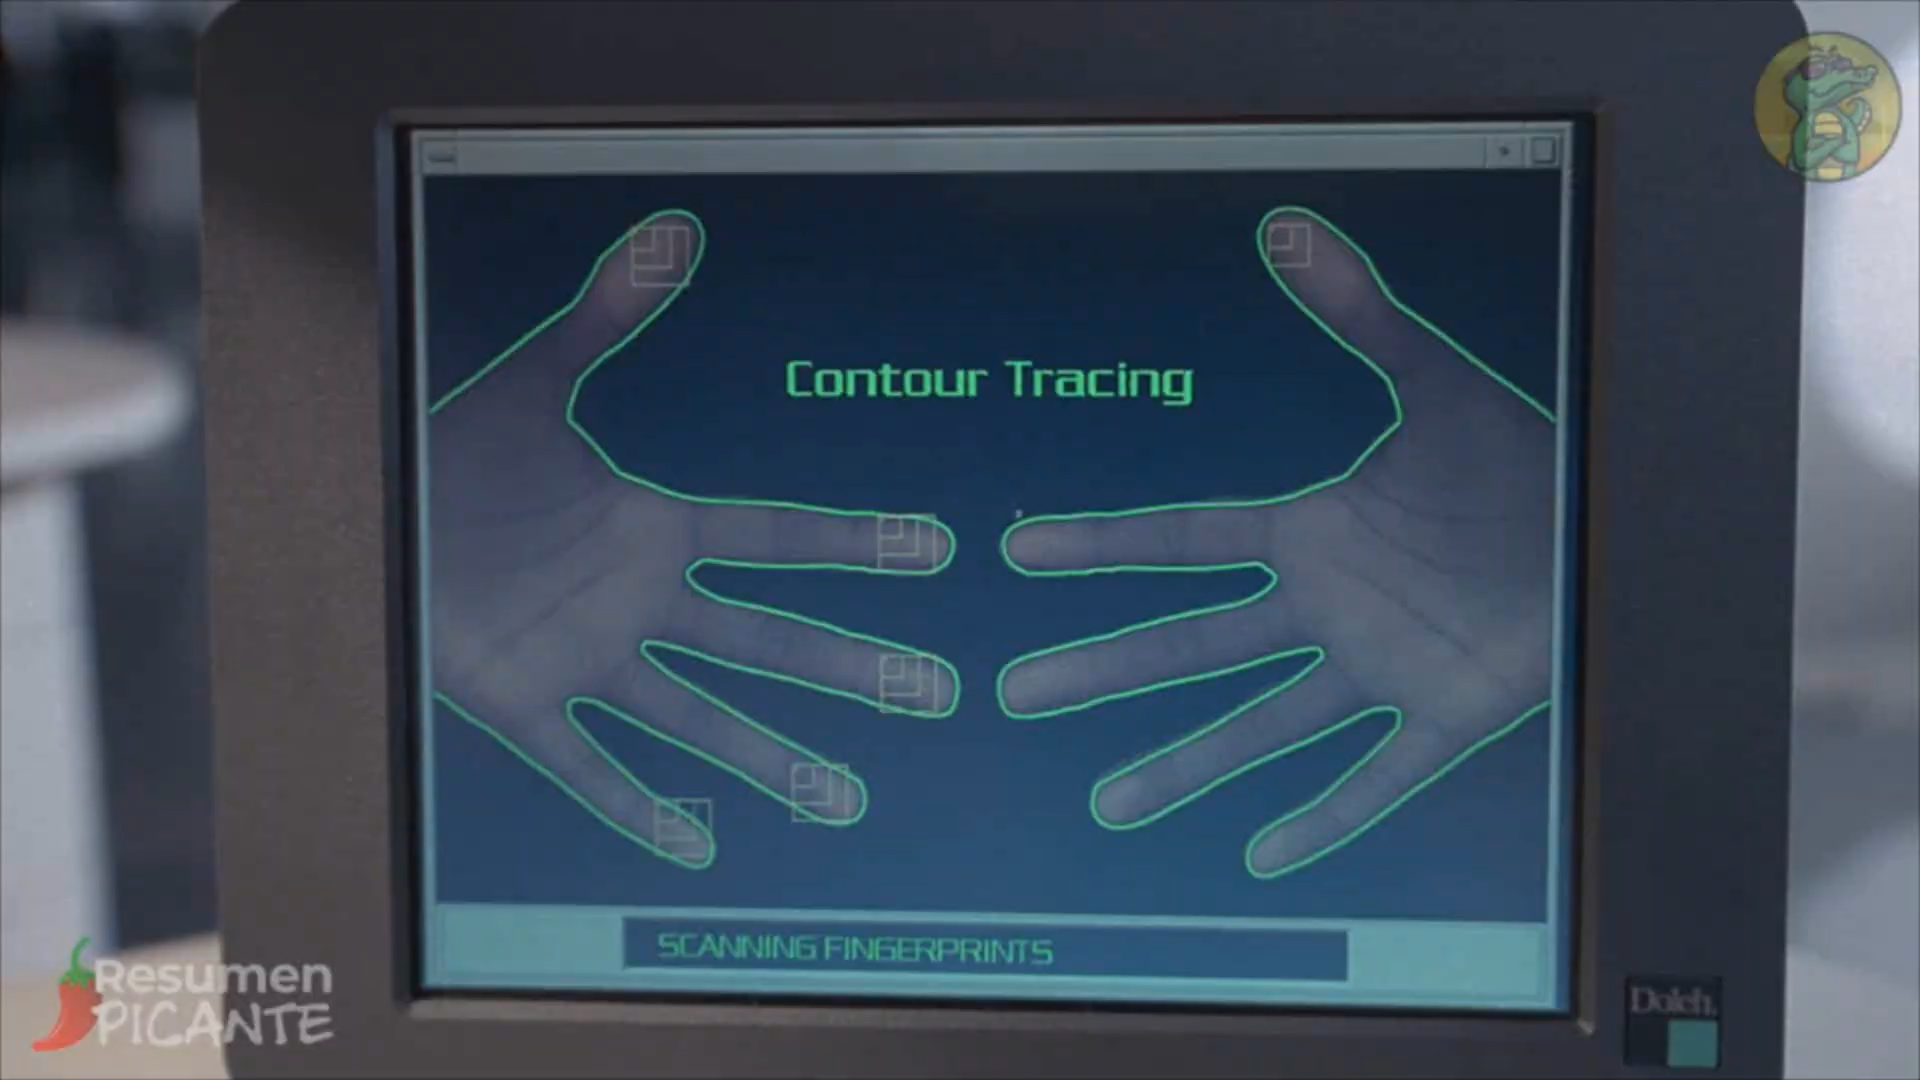 Contour Tracing
SCANNING FINGERPRINTS
Resumen
PICANTE
Dolch.